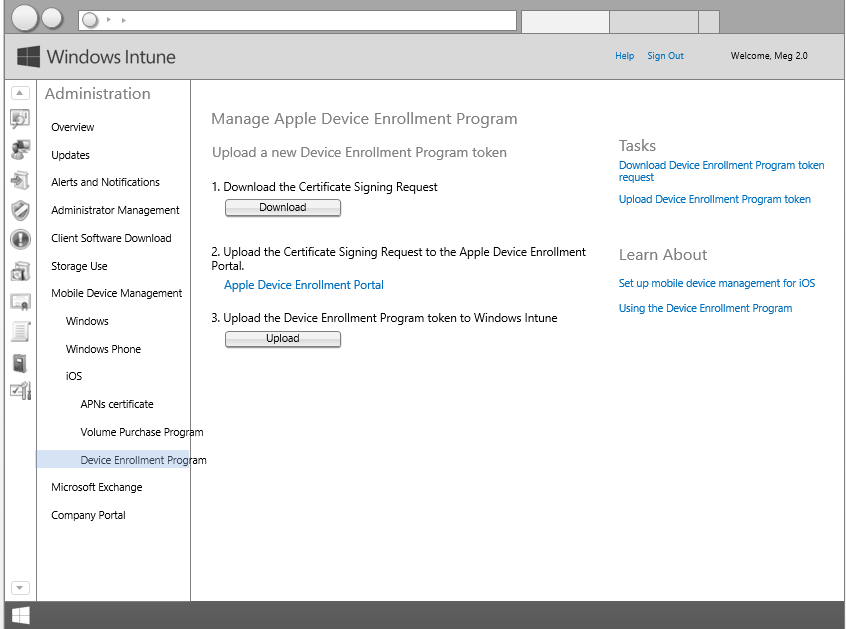 Windows Intune
Help
Sign Out
Welcome, Meg 2.0
Administration
Overview
Updates
Alerts and Notifications
Administrator Management
Client Software Download
Storage Use
Mobile Device Management
Windows
Windows Phone
iOS
APNs certificate
Volume Purchase Program
Device Enrollment Program
Microsoft Exchange
Company Portal
Manage Apple Device Enrollment Program
Upload a new Device Enrollment Program token
1. Download the Certificate Signing Request
Download
2. Upload the Certificate Signing Request to the Apple Device Enrollment
Portal.
Apple Device Enrollment Portal
3. Upload the Device Enrollment Program token to Windows Intune
Upload
Tasks
Download Device Enrollment Program token
request
Upload Device Enrollment Program token
Learn About
Set up mobile device management for iOS
Using the Device Enrollment Program